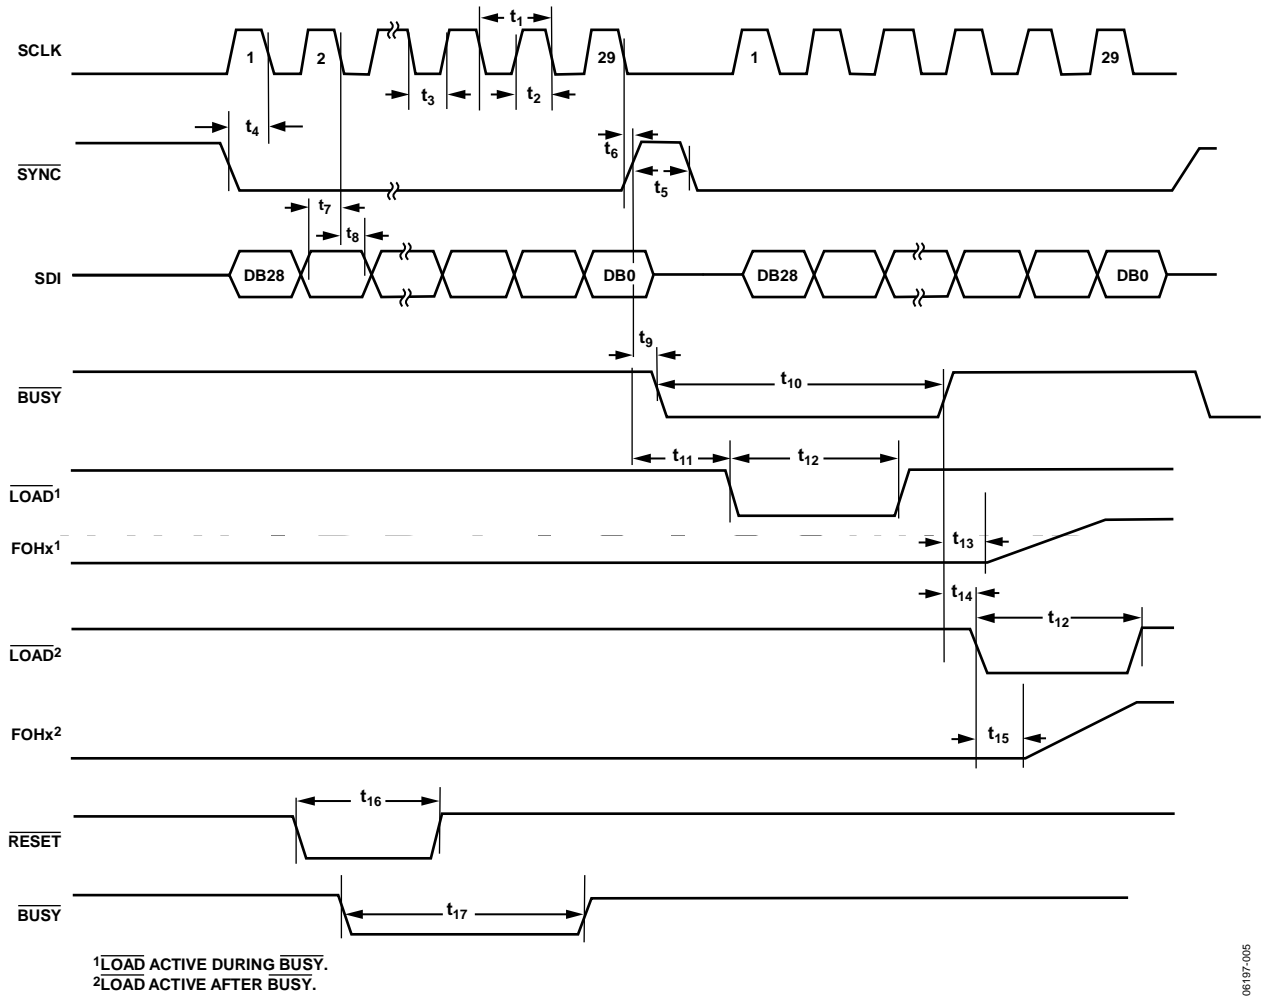 t1
SCLK
1
2
29
1
29
t3
t2
t4
t6
SYNC
t5
t7
t8
SDI
DB28
DB0
DB28
DB0
t9
t10
BUSY
t11
t12
LOAD1
t13
FOHx1
t14
t12
LOAD2
FOHx2
t15
t16
RESET
t17
BUSY
1LOAD ACTIVE DURING BUSY.
2LOAD ACTIVE AFTER BUSY.
06197-005